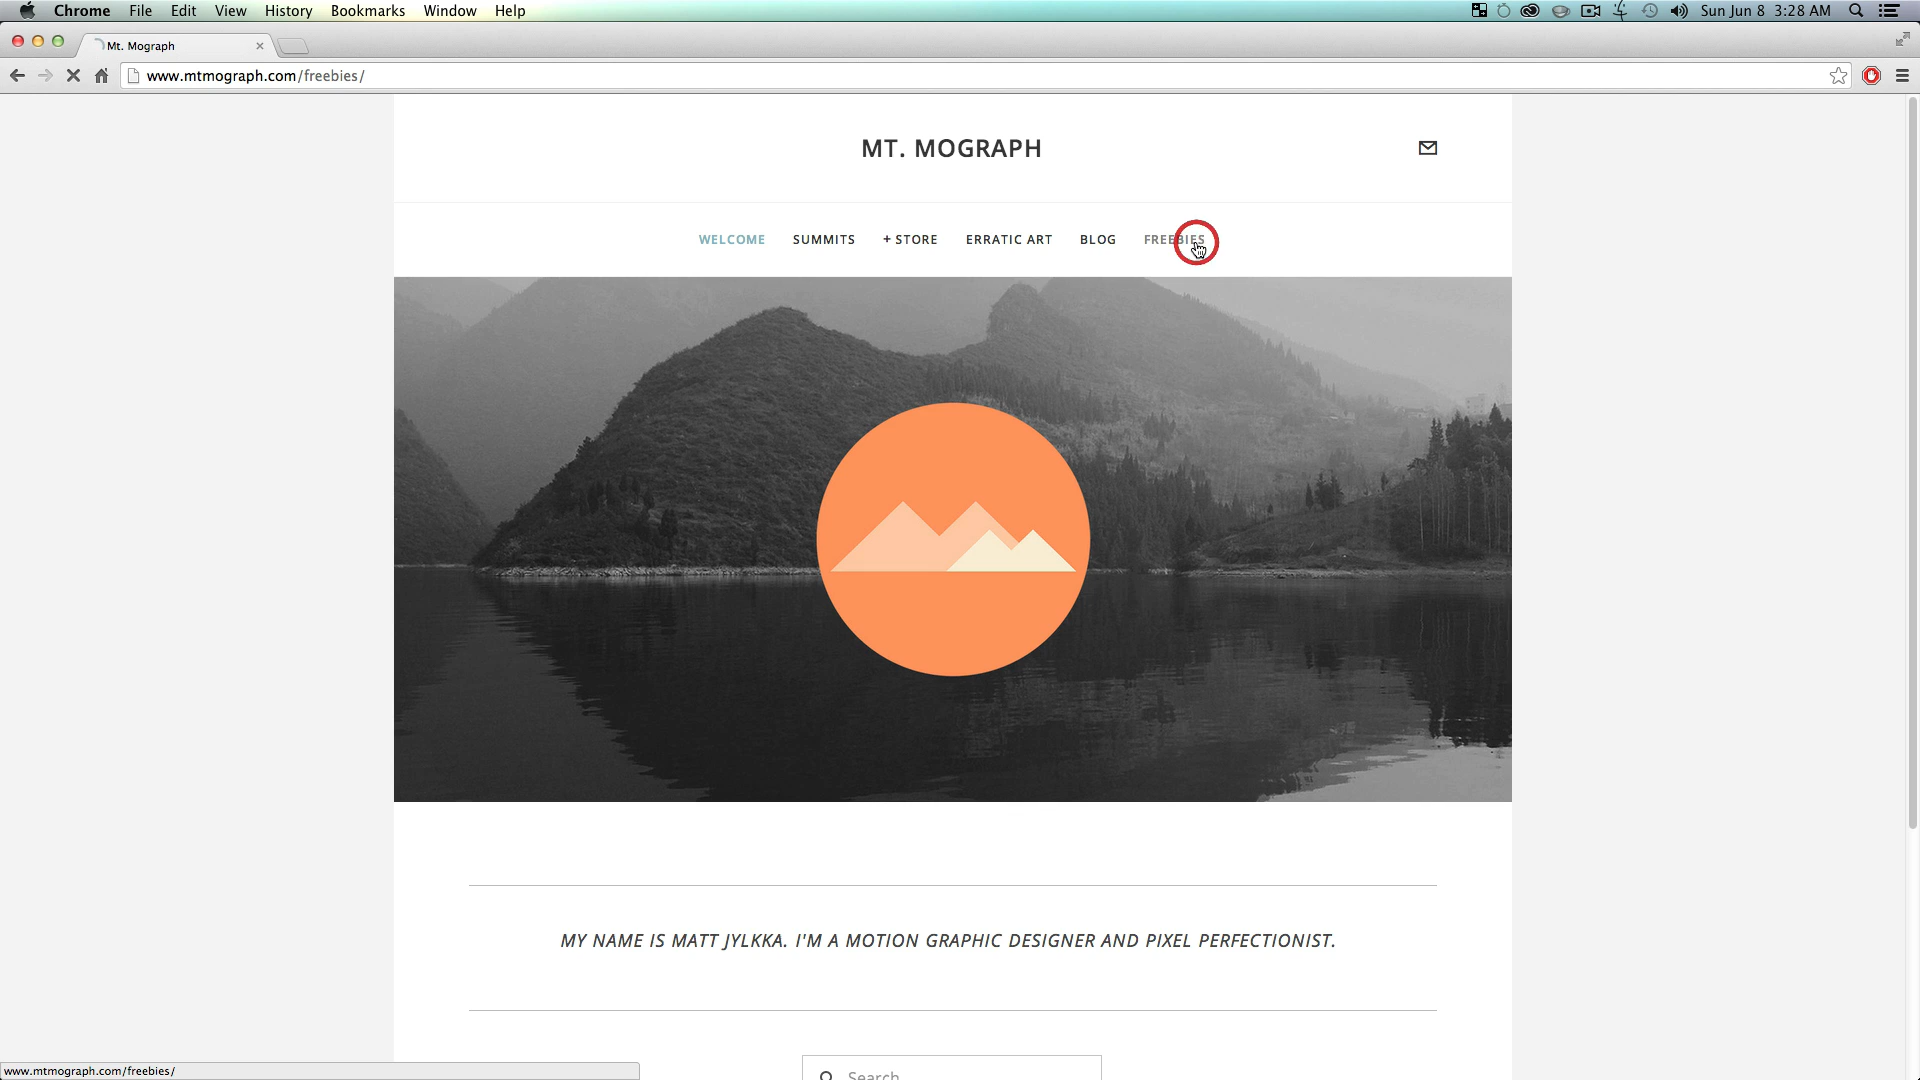 Chrome File Edit View History Bookmarks Window Help Sun Jun 8 3:28 AM
Mt. Mograph
www.mtmograph.com/freebies/
MT. MOGRAPH
WELCOME SUMMITS + STORE ERRATIC ART BLOG FREEBIES
MY NAME IS MATT JYLKKA. I'M A MOTION GRAPHIC DESIGNER AND PIXEL PERFECTIONIST.
Search
www.mtmograph.com/freebies/